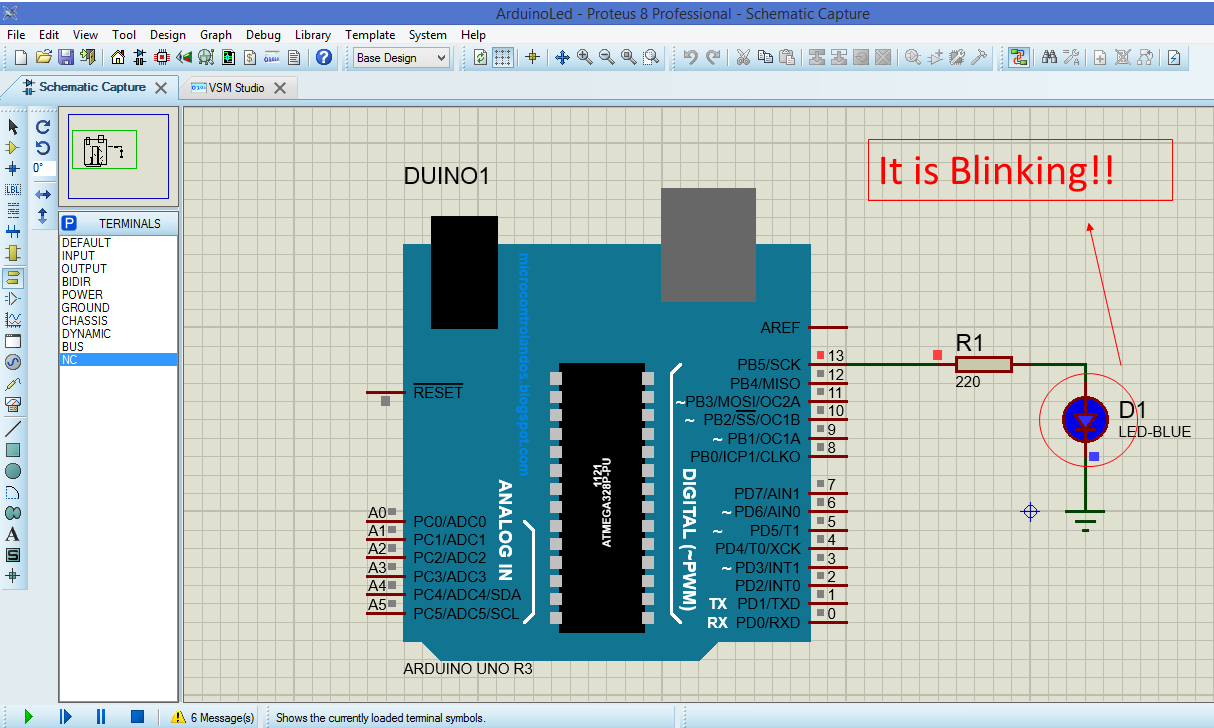 ArduinoLed - Proteus 8 Professional - Schematic Capture
File Edit View Tool Design Graph Debug Library Template System Help
Base Design
Schematic Capture
VSM Studio
0°
LBL
P TERMINALS
DEFAULT
INPUT
OUTPUT
BIDIR
POWER
GROUND
CHASSIS
DYNAMIC
BUS
NC
A
S
It is Blinking!!
DUINO1
microcontrolandos.blogspot.com
RESET
ANALOG IN
A0 PC0/ADC0
A1 PC1/ADC1
A2 PC2/ADC2
A3 PC3/ADC3
A4 PC4/ADC4/SDA
A5 PC5/ADC5/SCL
1121
ATMEGA328P-PU
DIGITAL (~PWM)
AREF
PB5/SCK 13
PB4/MISO 12
~PB3/MOSI/OC2A 11
~ PB2/SS/OC1B 10
~ PB1/OC1A 9
PB0/ICP1/CLKO 8
PD7/AIN1 7
~ PD6/AIN0 6
~ PD5/T1 5
PD4/T0/XCK 4
~ PD3/INT1 3
PD2/INT0 2
TX PD1/TXD 1
RX PD0/RXD 0
ARDUINO UNO R3
R1
220
D1
LED-BLUE
6 Message(s)
Shows the currently loaded terminal symbols.